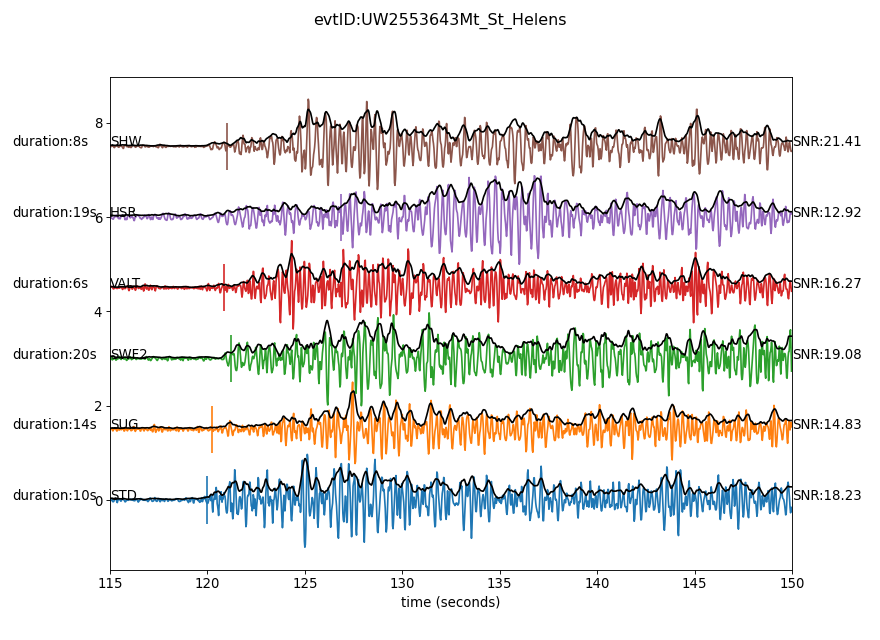 evtID:UW2553643Mt_St_Helens
8
duration:8s SHW SNR:21.41
duration:19s HSR SNR:12.92
6
duration:6s VALT SNR:16.27
4
duration:20s SWF2 SNR:19.08
2
duration:14s SUG SNR:14.83
duration:10s STD SNR:18.23
0
115 120 125 130 135 140 145 150
time (seconds)